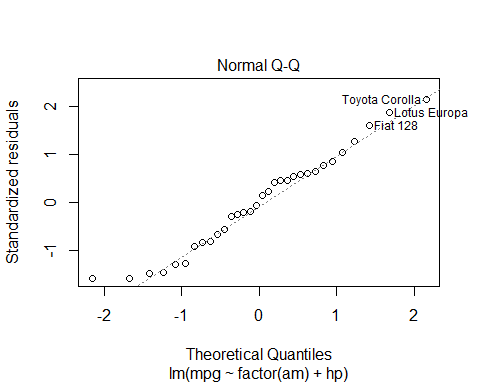 Normal Q-Q
Standardized residuals
2
1
0
-1
Toyota Corolla
Lotus Europa
Fiat 128
-2 -1 0 1 2
Theoretical Quantiles
lm(mpg ~ factor(am) + hp)